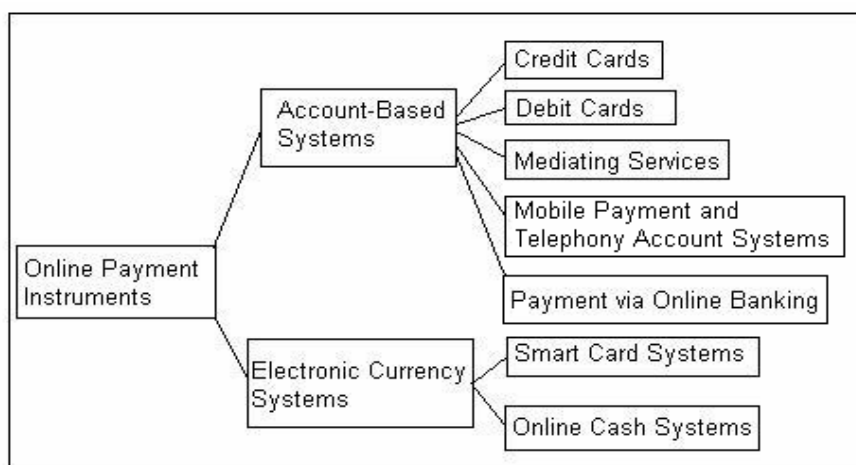 Online Payment
Instruments
Account-Based
Systems
Credit Cards
Debit Cards
Mediating Services
Mobile Payment and
Telephony Account Systems
Payment via Online Banking
Electronic Currency
Systems
Smart Card Systems
Online Cash Systems